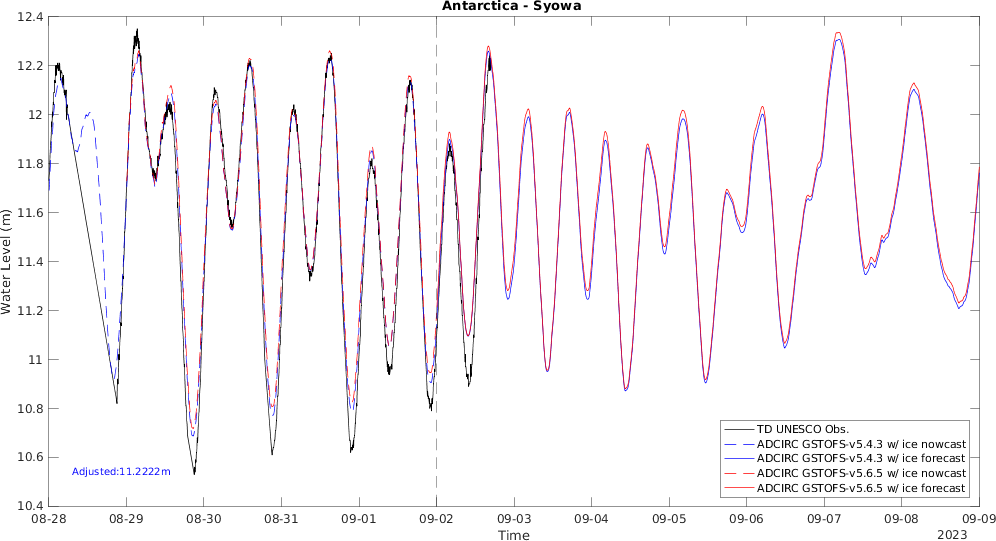 Antarctica - Syowa
12.4
12.2
12
11.8
11.6
11.4
11.2
11
10.8
10.6
10.4
Water Level (m)
Adjusted:11.2222m
TD UNESCO Obs.
ADCIRC GSTOFS-v5.4.3 w/ ice nowcast
ADCIRC GSTOFS-v5.4.3 w/ ice forecast
ADCIRC GSTOFS-v5.6.5 w/ ice nowcast
ADCIRC GSTOFS-v5.6.5 w/ ice forecast
08-28 08-29 08-30 08-31 09-01 09-02 09-03 09-04 09-05 09-06 09-07 09-08 09-09
Time
2023